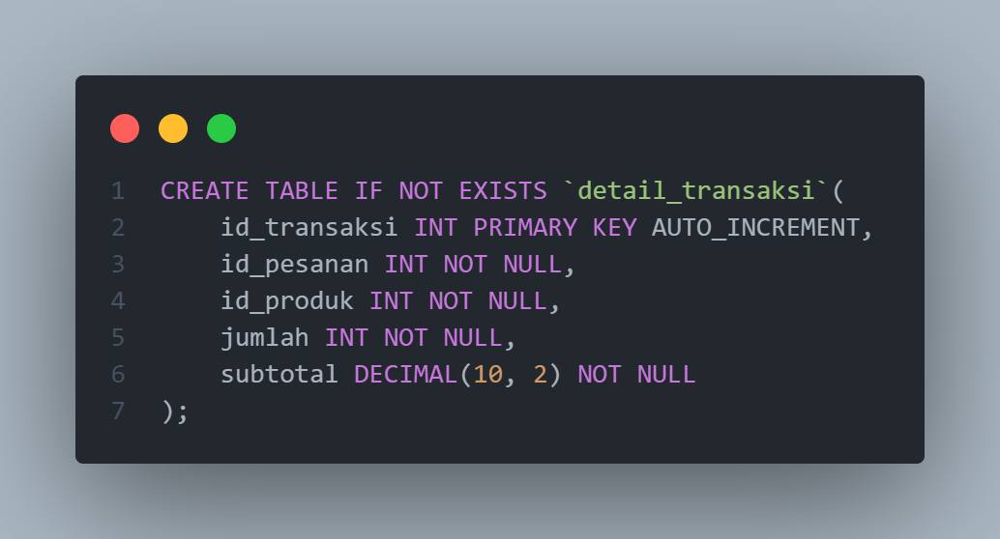 1 CREATE TABLE IF NOT EXISTS `detail_transaksi`(
2     id_transaksi INT PRIMARY KEY AUTO_INCREMENT,
3     id_pesanan INT NOT NULL,
4     id_produk INT NOT NULL,
5     jumlah INT NOT NULL,
6     subtotal DECIMAL(10, 2) NOT NULL
7 );